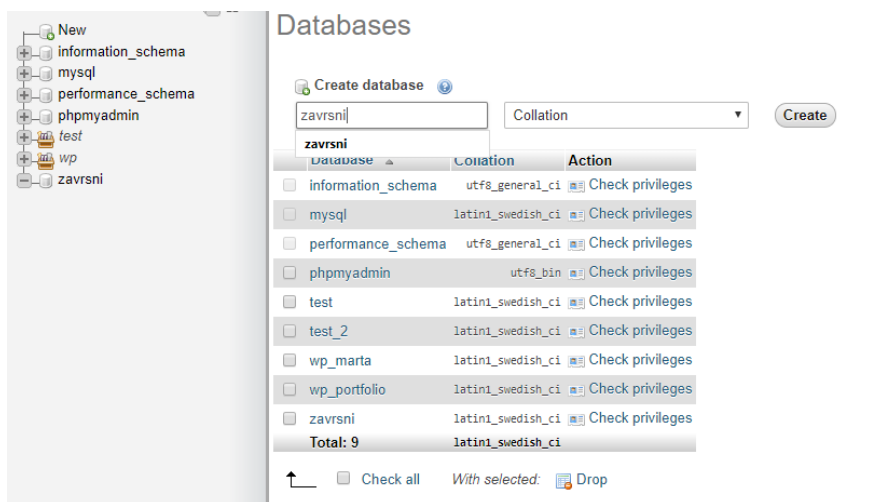 New
information_schema
mysql
performance_schema
phpmyadmin
test
wp
zavrsni
Databases
Create database
zavrsni Collation Create
zavrsni
Database Collation Action
information_schema utf8_general_ci Check privileges
mysql latin1_swedish_ci Check privileges
performance_schema utf8_general_ci Check privileges
phpmyadmin utf8_bin Check privileges
test latin1_swedish_ci Check privileges
test_2 latin1_swedish_ci Check privileges
wp_marta latin1_swedish_ci Check privileges
wp_portfolio latin1_swedish_ci Check privileges
zavrsni latin1_swedish_ci Check privileges
Total: 9 latin1_swedish_ci
Check all With selected: Drop